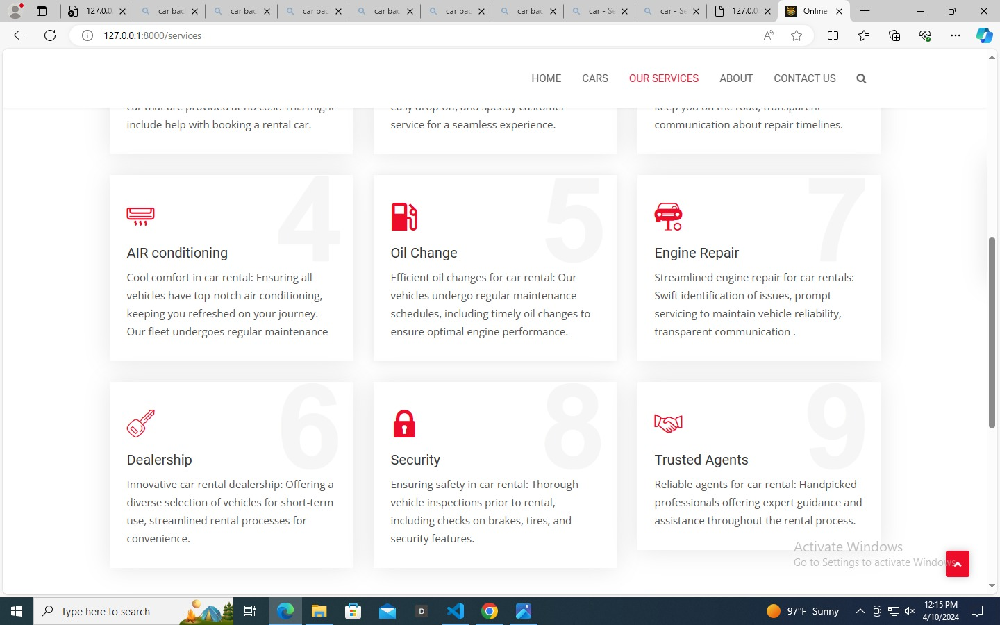 127.0.0
car bac
car bac
car bac
car bac
car bac
car bac
car - Se
car - Se
127.0.0
Online
127.0.0.1:8000/services
HOME CARS OUR SERVICES ABOUT CONTACT US
car that are provided at no cost. This might
include help with booking a rental car.
easy drop-off, and speedy customer
service for a seamless experience.
keep you on the road, transparent
communication about repair timelines.
4
AIR conditioning
Cool comfort in car rental: Ensuring all
vehicles have top-notch air conditioning,
keeping you refreshed on your journey.
Our fleet undergoes regular maintenance
5
Oil Change
Efficient oil changes for car rental: Our
vehicles undergo regular maintenance
schedules, including timely oil changes to
ensure optimal engine performance.
7
Engine Repair
Streamlined engine repair for car rentals:
Swift identification of issues, prompt
servicing to maintain vehicle reliability,
transparent communication .
6
Dealership
Innovative car rental dealership: Offering a
diverse selection of vehicles for short-term
use, streamlined rental processes for
convenience.
8
Security
Ensuring safety in car rental: Thorough
vehicle inspections prior to rental,
including checks on brakes, tires, and
security features.
9
Trusted Agents
Reliable agents for car rental: Handpicked
professionals offering expert guidance and
assistance throughout the rental process.
Activate Windows
Go to Settings to activate Windows.
Type here to search
D
97°F Sunny
12:15 PM
4/10/2024